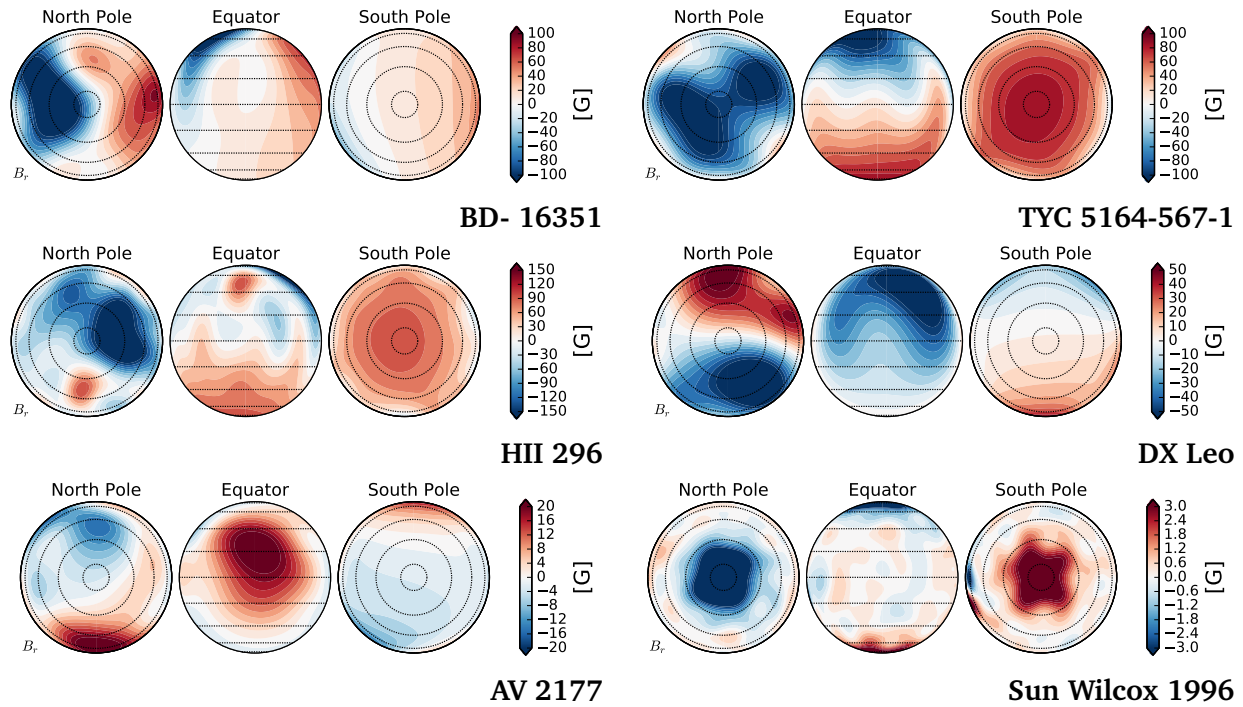 North Pole Equator South Pole
100
80
60
40
20
0
−20
−40
−60
−80
−100
[G]
B_r
BD- 16351
North Pole Equator South Pole
100
80
60
40
20
0
−20
−40
−60
−80
−100
[G]
B_r
TYC 5164-567-1
North Pole Equator South Pole
150
120
90
60
30
0
−30
−60
−90
−120
−150
[G]
B_r
HII 296
North Pole Equator South Pole
50
40
30
20
10
0
−10
−20
−30
−40
−50
[G]
B_r
DX Leo
North Pole Equator South Pole
20
16
12
8
4
0
−4
−8
−12
−16
−20
[G]
B_r
AV 2177
North Pole Equator South Pole
3.0
2.4
1.8
1.2
0.6
0.0
−0.6
−1.2
−1.8
−2.4
−3.0
[G]
B_r
Sun Wilcox 1996